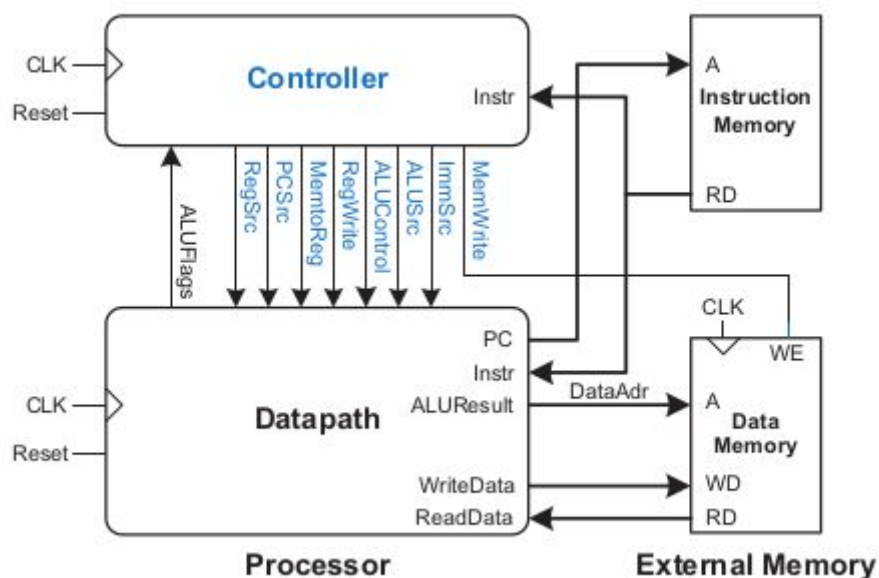 CLK
Reset
Controller
Instr
A
Instruction
Memory
RD
ALUFlags
RegSrc
PCSrc
MemtoReg
RegWrite
ALUControl
ALUSrc
ImmSrc
MemWrite
CLK
Reset
Datapath
PC
Instr
ALUResult
WriteData
ReadData
DataAdr
CLK
WE
A
Data
Memory
WD
RD
Processor
External Memory